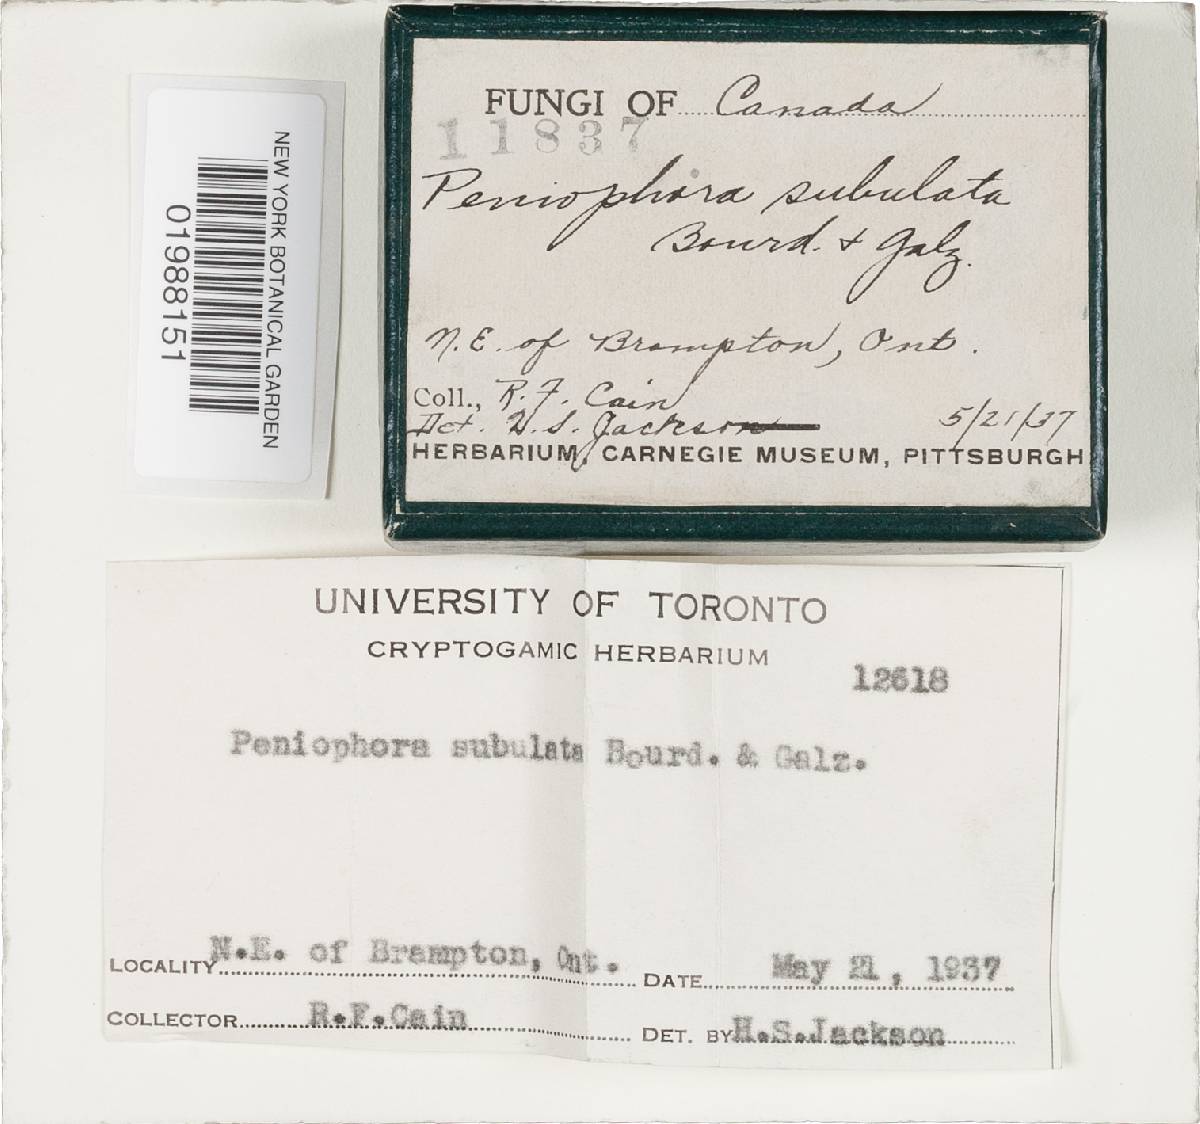 NEW YORK BOTANICAL GARDEN
01988151
FUNGI OF Canada
11837
Peniophora subulata
Bourd. & Galz.
N.E. of Brampton, Ont.
Coll., R. F. Cain
Det. H. S. Jackson 5/21/37
HERBARIUM, CARNEGIE MUSEUM, PITTSBURGH
UNIVERSITY OF TORONTO
CRYPTOGAMIC HERBARIUM
12618
Peniophora subulata Bourd. & Galz.
LOCALITY N.E. of Brampton, Ont. DATE May 21, 1937
COLLECTOR R.F.Cain DET. BY H.S.Jackson